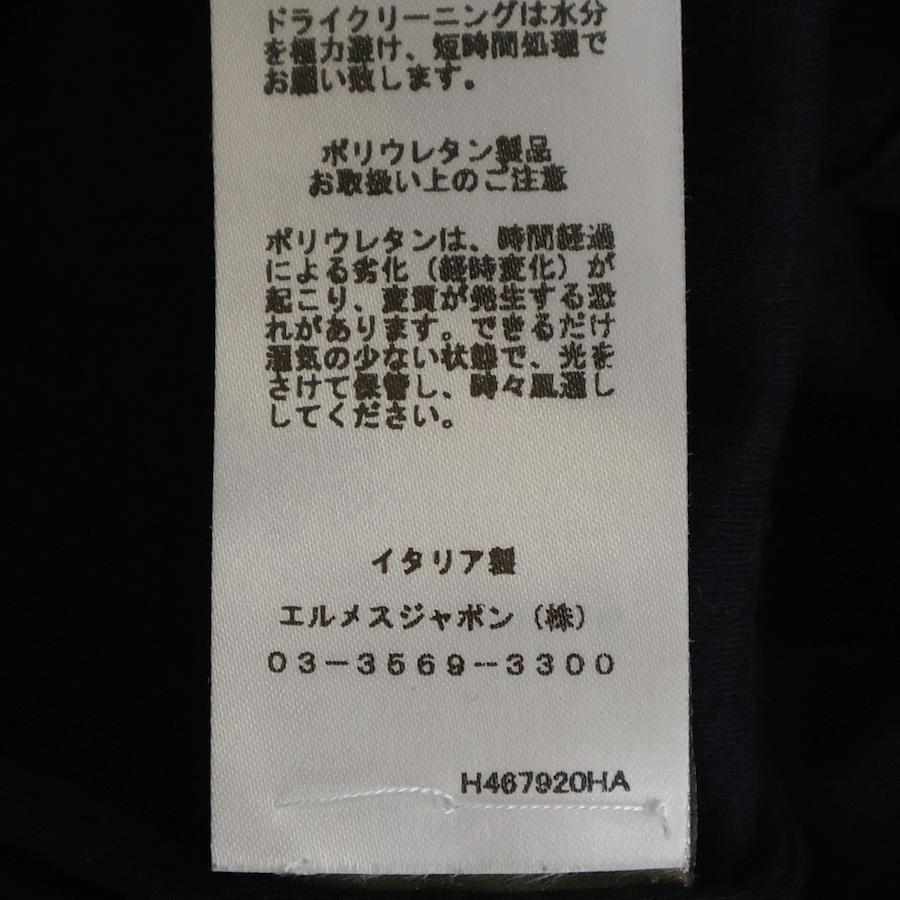 ドライクリーニングは水分
を極力避け、短時間処理で
お願い致します。
ポリウレタン製品
お取扱い上のご注意
ポリウレタンは、時間経過
による劣化（経時変化）が
起こり、変質が発生する恐
れがあります。できるだけ
湿気の少ない状態で、光を
さけて保管し、時々風通し
してください。
イタリア製
エルメスジャポン（株）
０３－３５６９－３３００
H467920HA